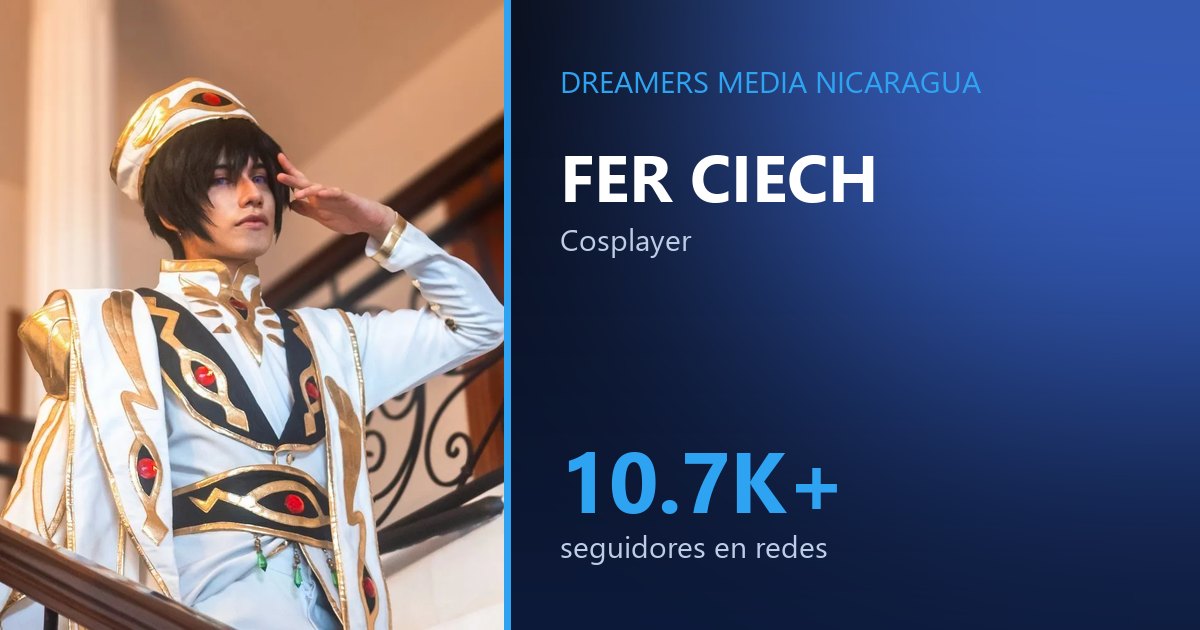 DREAMERS MEDIA NICARAGUA
FER CIECH
Cosplayer
10.7K+
seguidores en redes